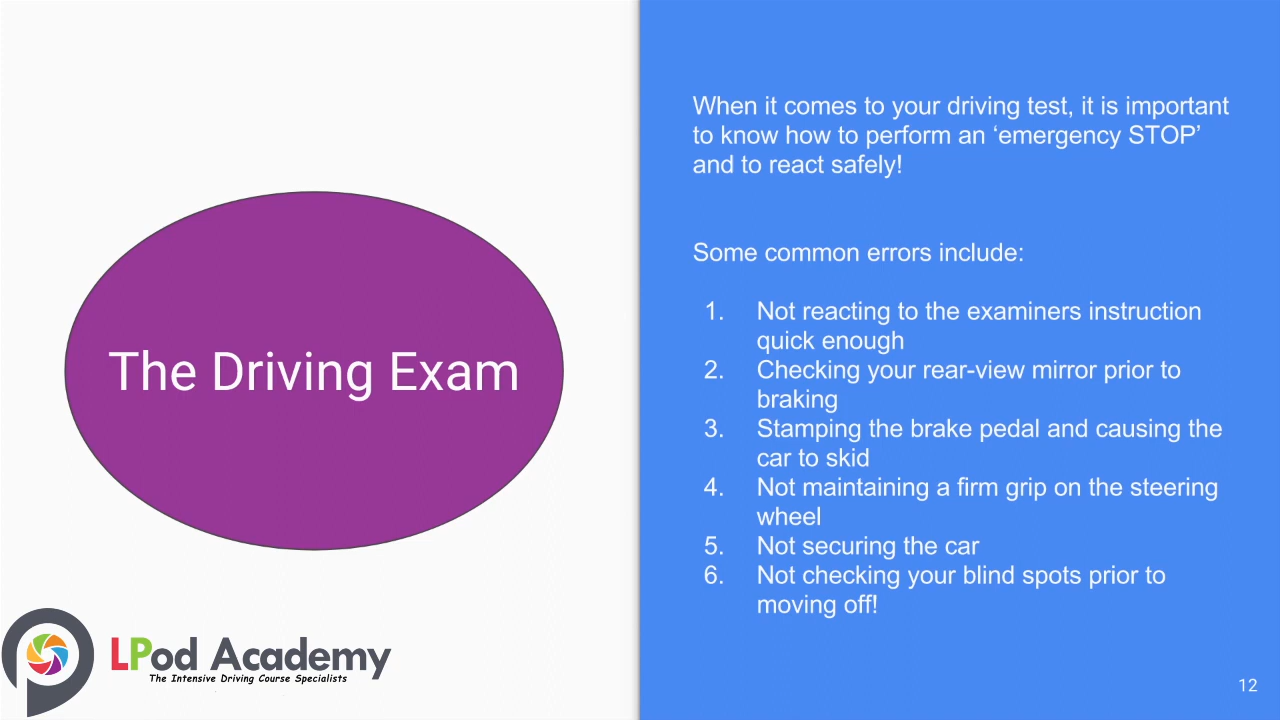 The Driving Exam
LPod Academy
The Intensive Driving Course Specialists
When it comes to your driving test, it is important
to know how to perform an ‘emergency STOP’
and to react safely!
Some common errors include:
1. Not reacting to the examiners instruction
quick enough
2. Checking your rear-view mirror prior to
braking
3. Stamping the brake pedal and causing the
car to skid
4. Not maintaining a firm grip on the steering
wheel
5. Not securing the car
6. Not checking your blind spots prior to
moving off!
12